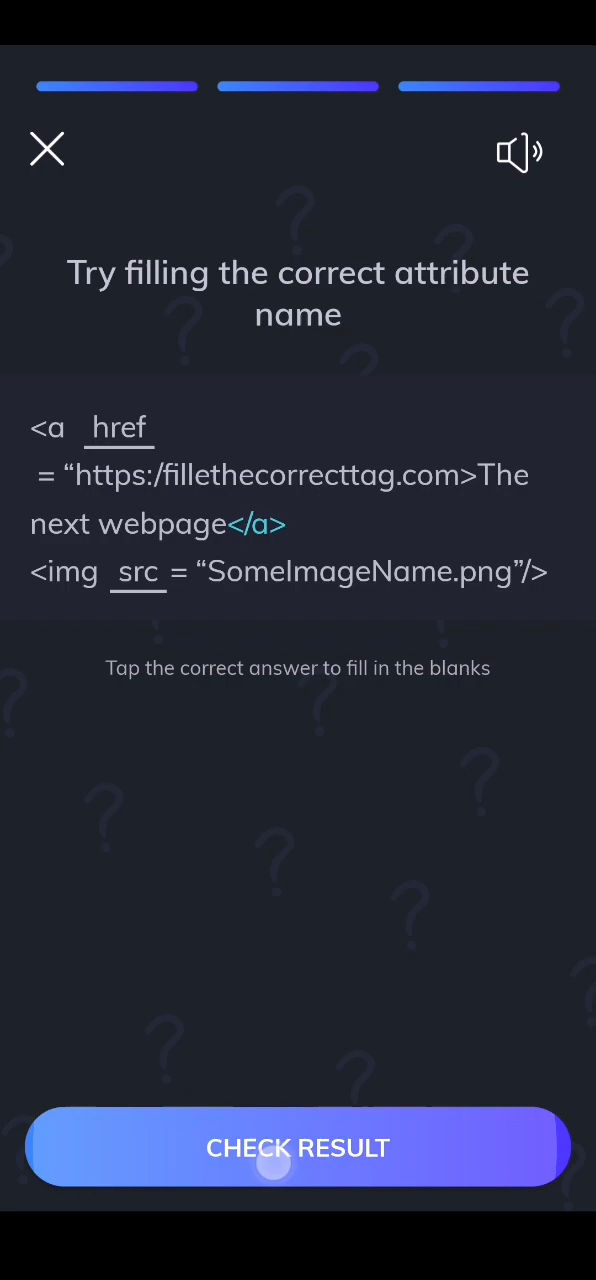 Try filling the correct attribute
name
<a href
= “https:/fillethecorrecttag.com>The
next webpage</a>
<img src = “SomeImageName.png”/>
Tap the correct answer to fill in the blanks
CHECK RESULT